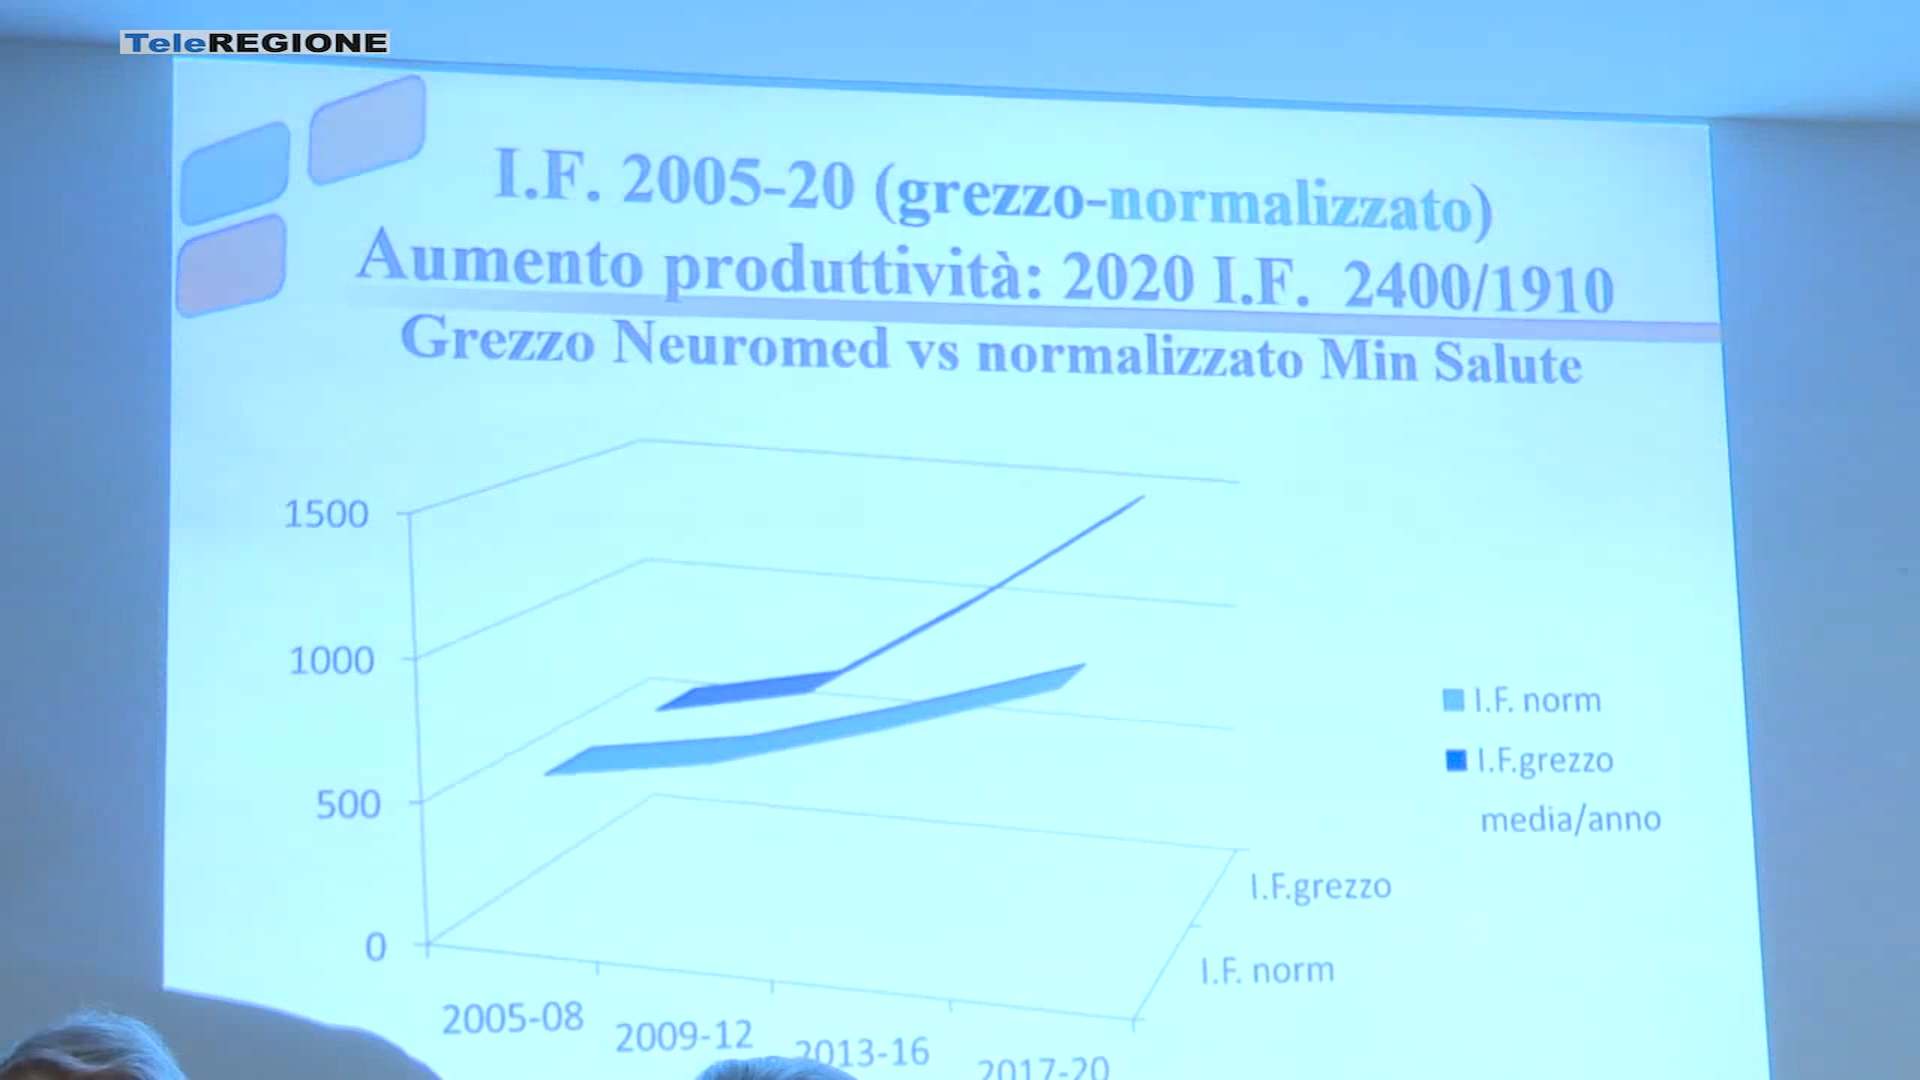 TeleREGIONE
I.F. 2005-20 (grezzo-normalizzato)
Aumento produttività: 2020 I.F. 2400/1910
Grezzo Neuromed vs normalizzato Min Salute
1500
1000
500
0
I.F. norm
I.F.grezzo
media/anno
I.F.grezzo
I.F. norm
2005-08
2009-12
2013-16
2017-20